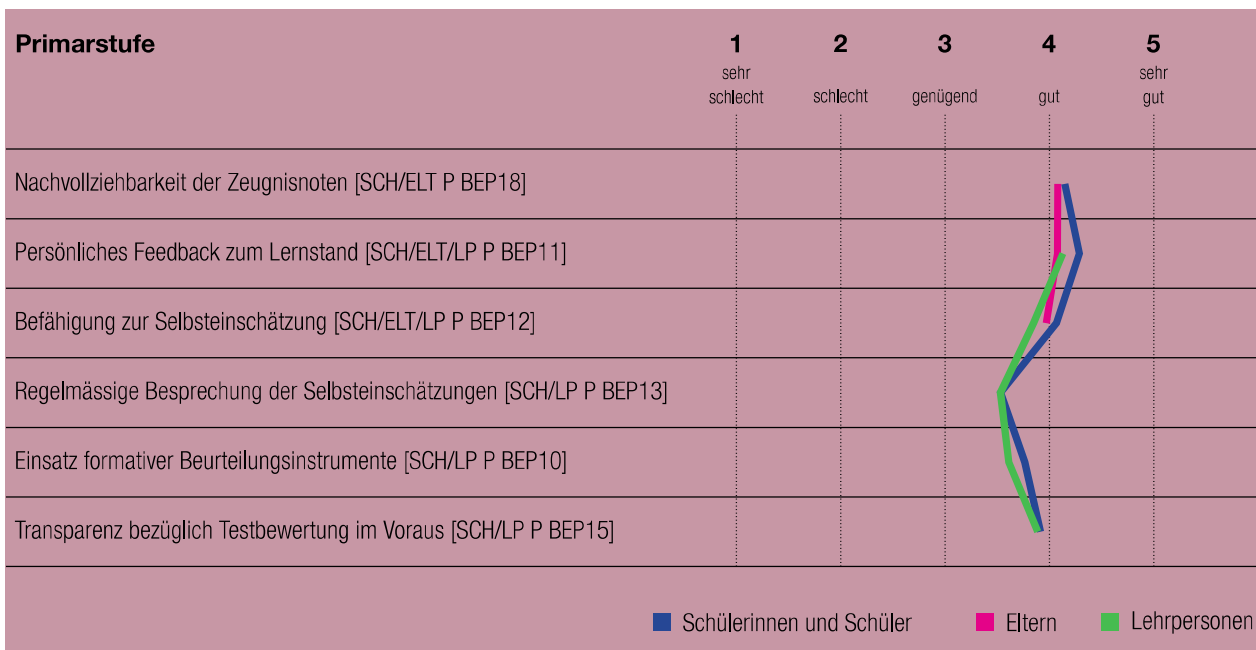 Primarstufe 1 2 3 4 5
sehr sehr
schlecht schlecht genügend gut gut
Nachvollziehbarkeit der Zeugnisnoten [SCH/ELT P BEP18]
Persönliches Feedback zum Lernstand [SCH/ELT/LP P BEP11]
Befähigung zur Selbsteinschätzung [SCH/ELT/LP P BEP12]
Regelmässige Besprechung der Selbsteinschätzungen [SCH/LP P BEP13]
Einsatz formativer Beurteilungsinstrumente [SCH/LP P BEP10]
Transparenz bezüglich Testbewertung im Voraus [SCH/LP P BEP15]
Schülerinnen und Schüler Eltern Lehrpersonen